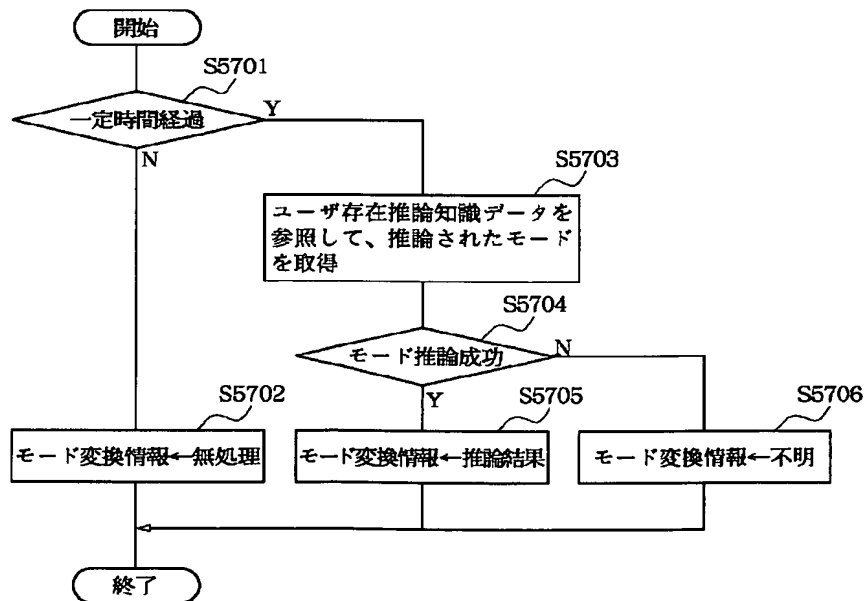 開始
S5701
一定時間経過
Y
N
S5703
ユーザ存在推論知識データを
参照して、推論されたモード
を取得
S5704
モード推論成功
N
Y
S5702
S5705
S5706
モード変換情報←無処理
モード変換情報←推論結果
モード変換情報←不明
終了